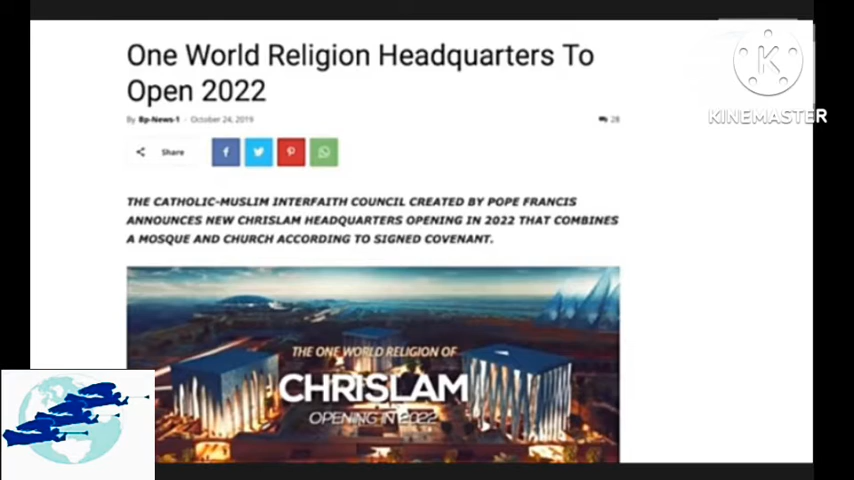 One World Religion Headquarters To
Open 2022
By Bp-News-1 - October 24, 2019
28
Share
THE CATHOLIC-MUSLIM INTERFAITH COUNCIL CREATED BY POPE FRANCIS
ANNOUNCES NEW CHRISLAM HEADQUARTERS OPENING IN 2022 THAT COMBINES
A MOSQUE AND CHURCH ACCORDING TO SIGNED COVENANT.
THE ONE WORLD RELIGION OF
CHRISLAM
OPENING IN 2022
K
KINEMASTER